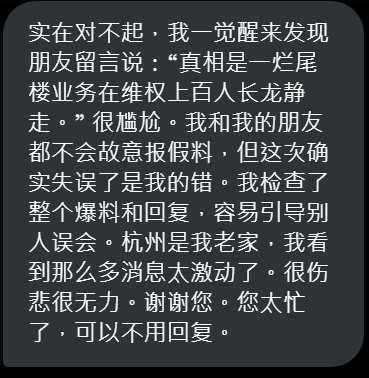 实在对不起，我一觉醒来发现
朋友留言说：“真相是一烂尾
楼业务在维权上百人长龙静
走。” 很尴尬。我和我的朋友
都不会故意报假料，但这次确
实失误了是我的错。我检查了
整个爆料和回复，容易引导别
人误会。杭州是我老家，我看
到那么多消息太激动了。很伤
悲很无力。谢谢您。您太忙
了，可以不用回复。